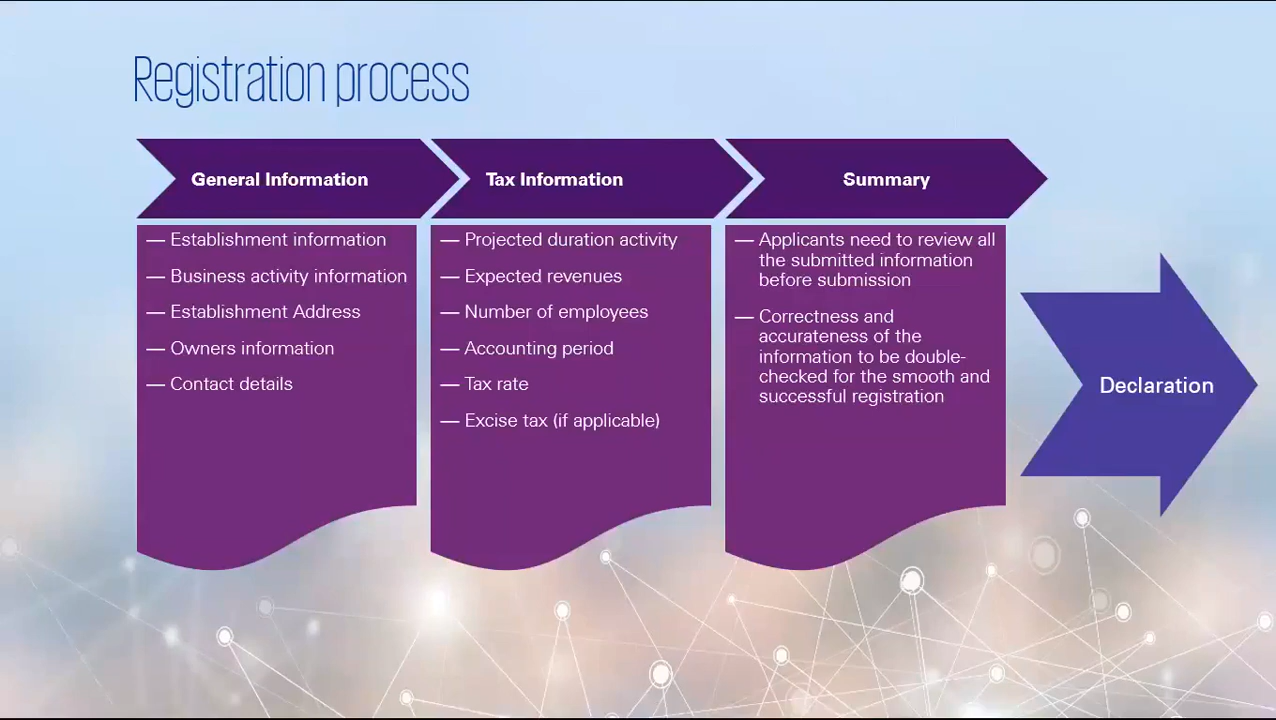 Registration process
General Information
— Establishment information
— Business activity information
— Establishment Address
— Owners information
— Contact details
Tax Information
— Projected duration activity
— Expected revenues
— Number of employees
— Accounting period
— Tax rate
— Excise tax (if applicable)
Summary
— Applicants need to review all
the submitted information
before submission
— Correctness and
accurateness of the
information to be double-
checked for the smooth and
successful registration
Declaration